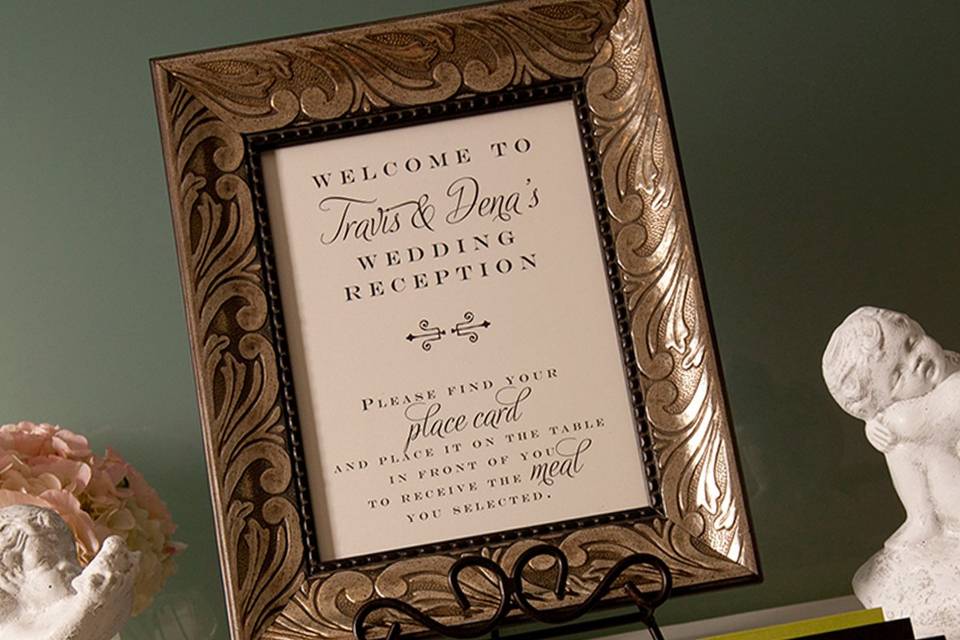 WELCOME TO
Travis & Dena's
WEDDING
RECEPTION
PLEASE FIND YOUR
place card
AND PLACE IT ON THE TABLE
IN FRONT OF YOU
TO RECEIVE THE meal
YOU SELECTED.